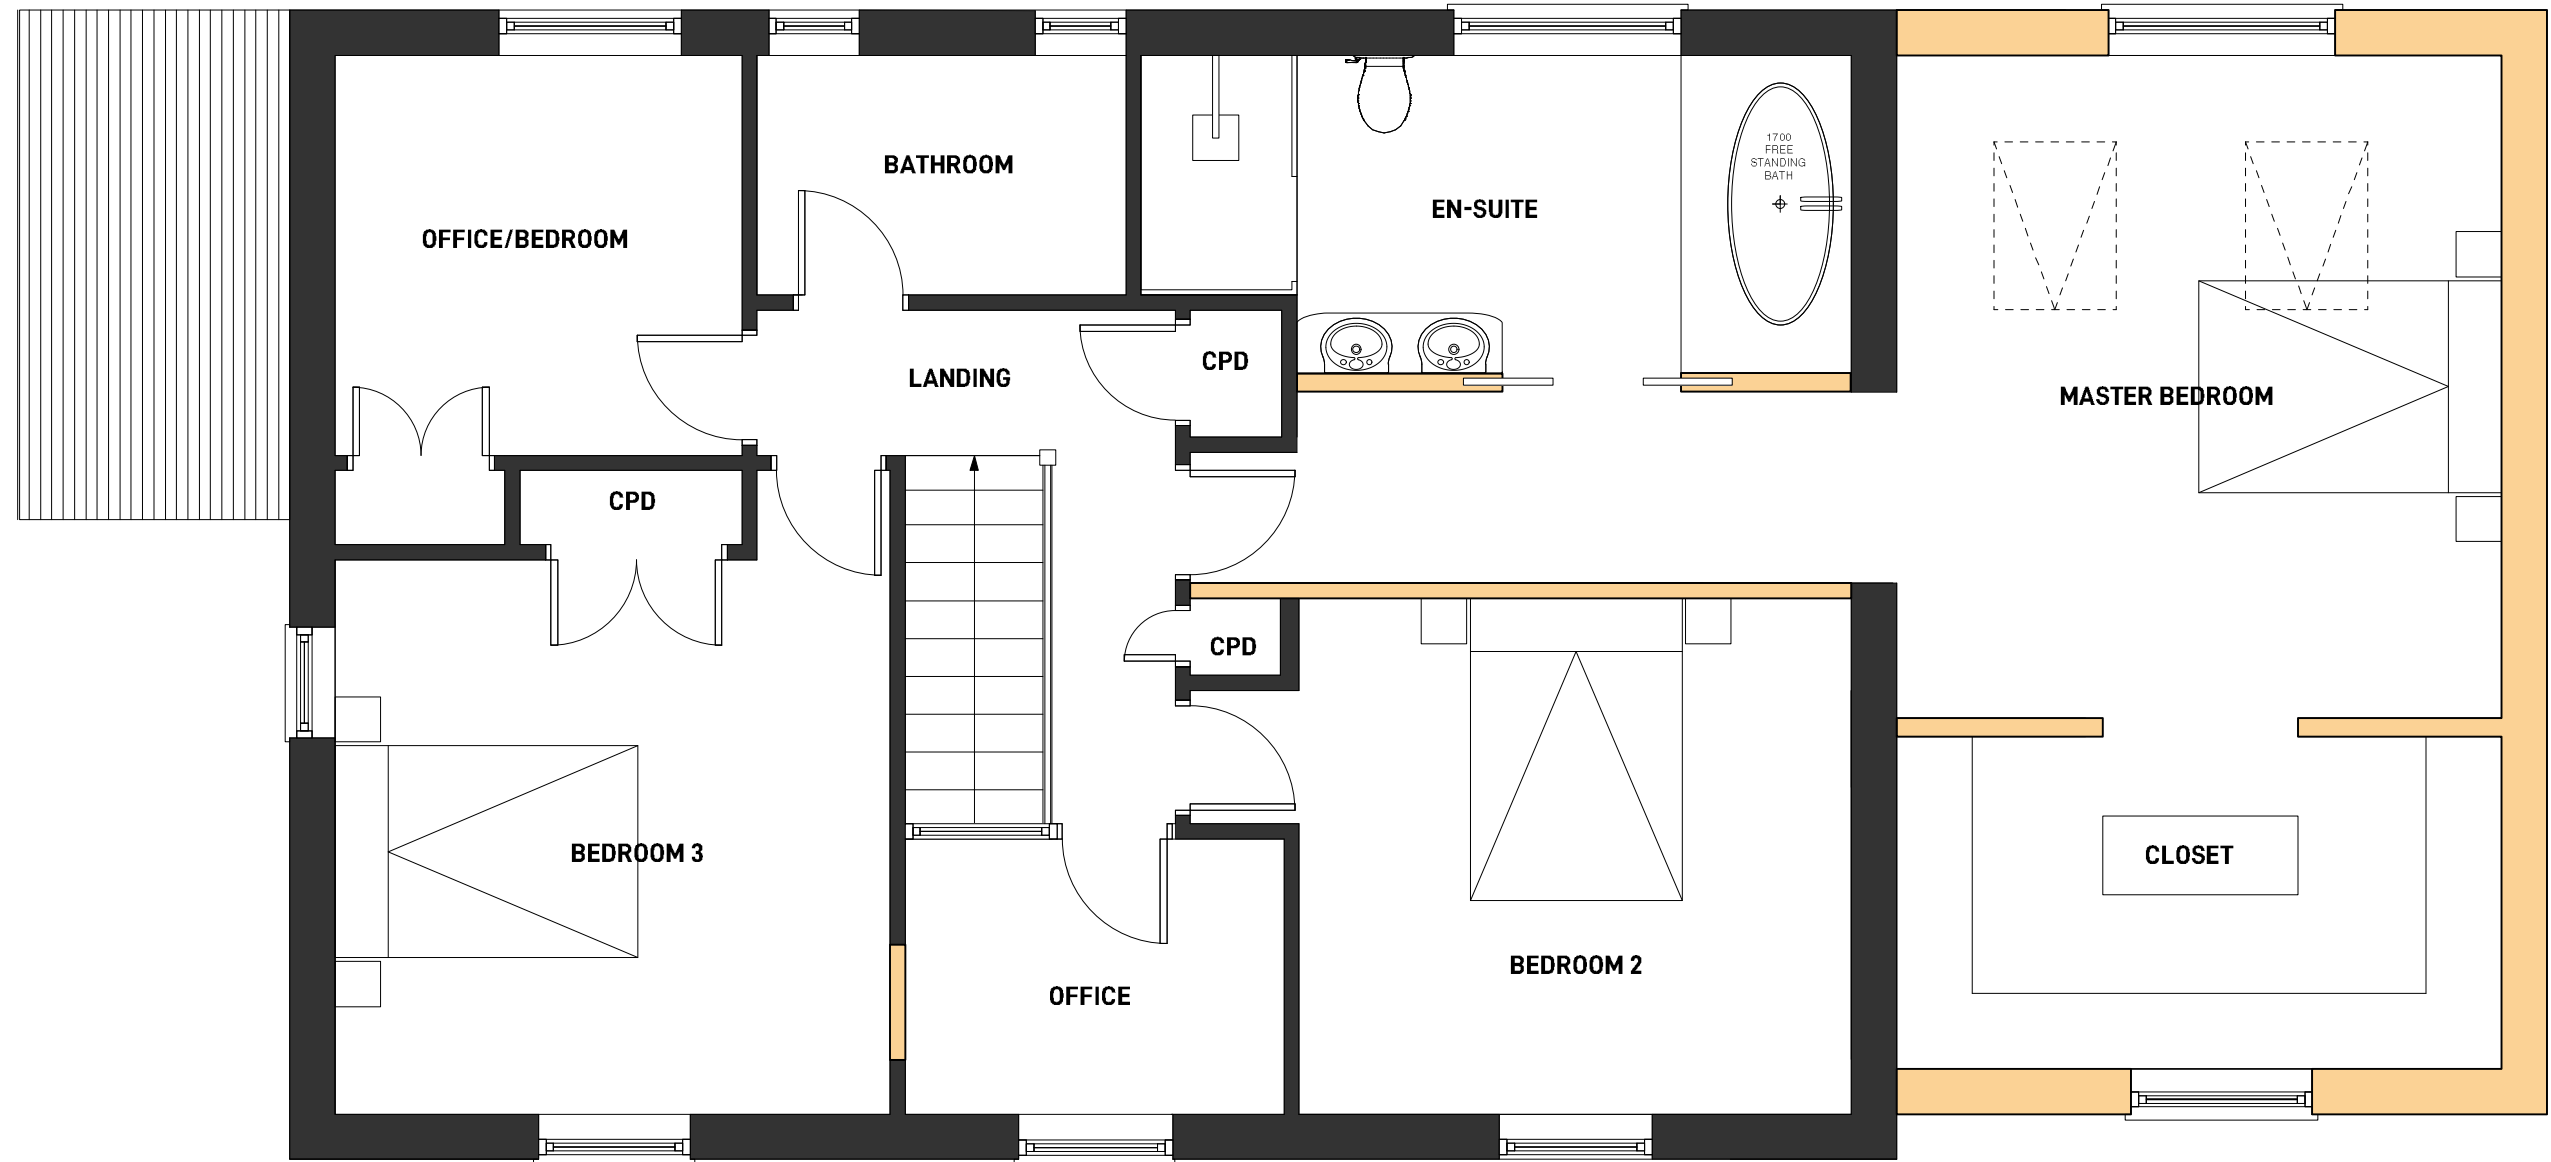 BATHROOM
1700
FREE
STANDING
BATH
EN-SUITE
OFFICE/BEDROOM
CPD
LANDING
MASTER BEDROOM
CPD
CPD
BEDROOM 3
CLOSET
BEDROOM 2
OFFICE